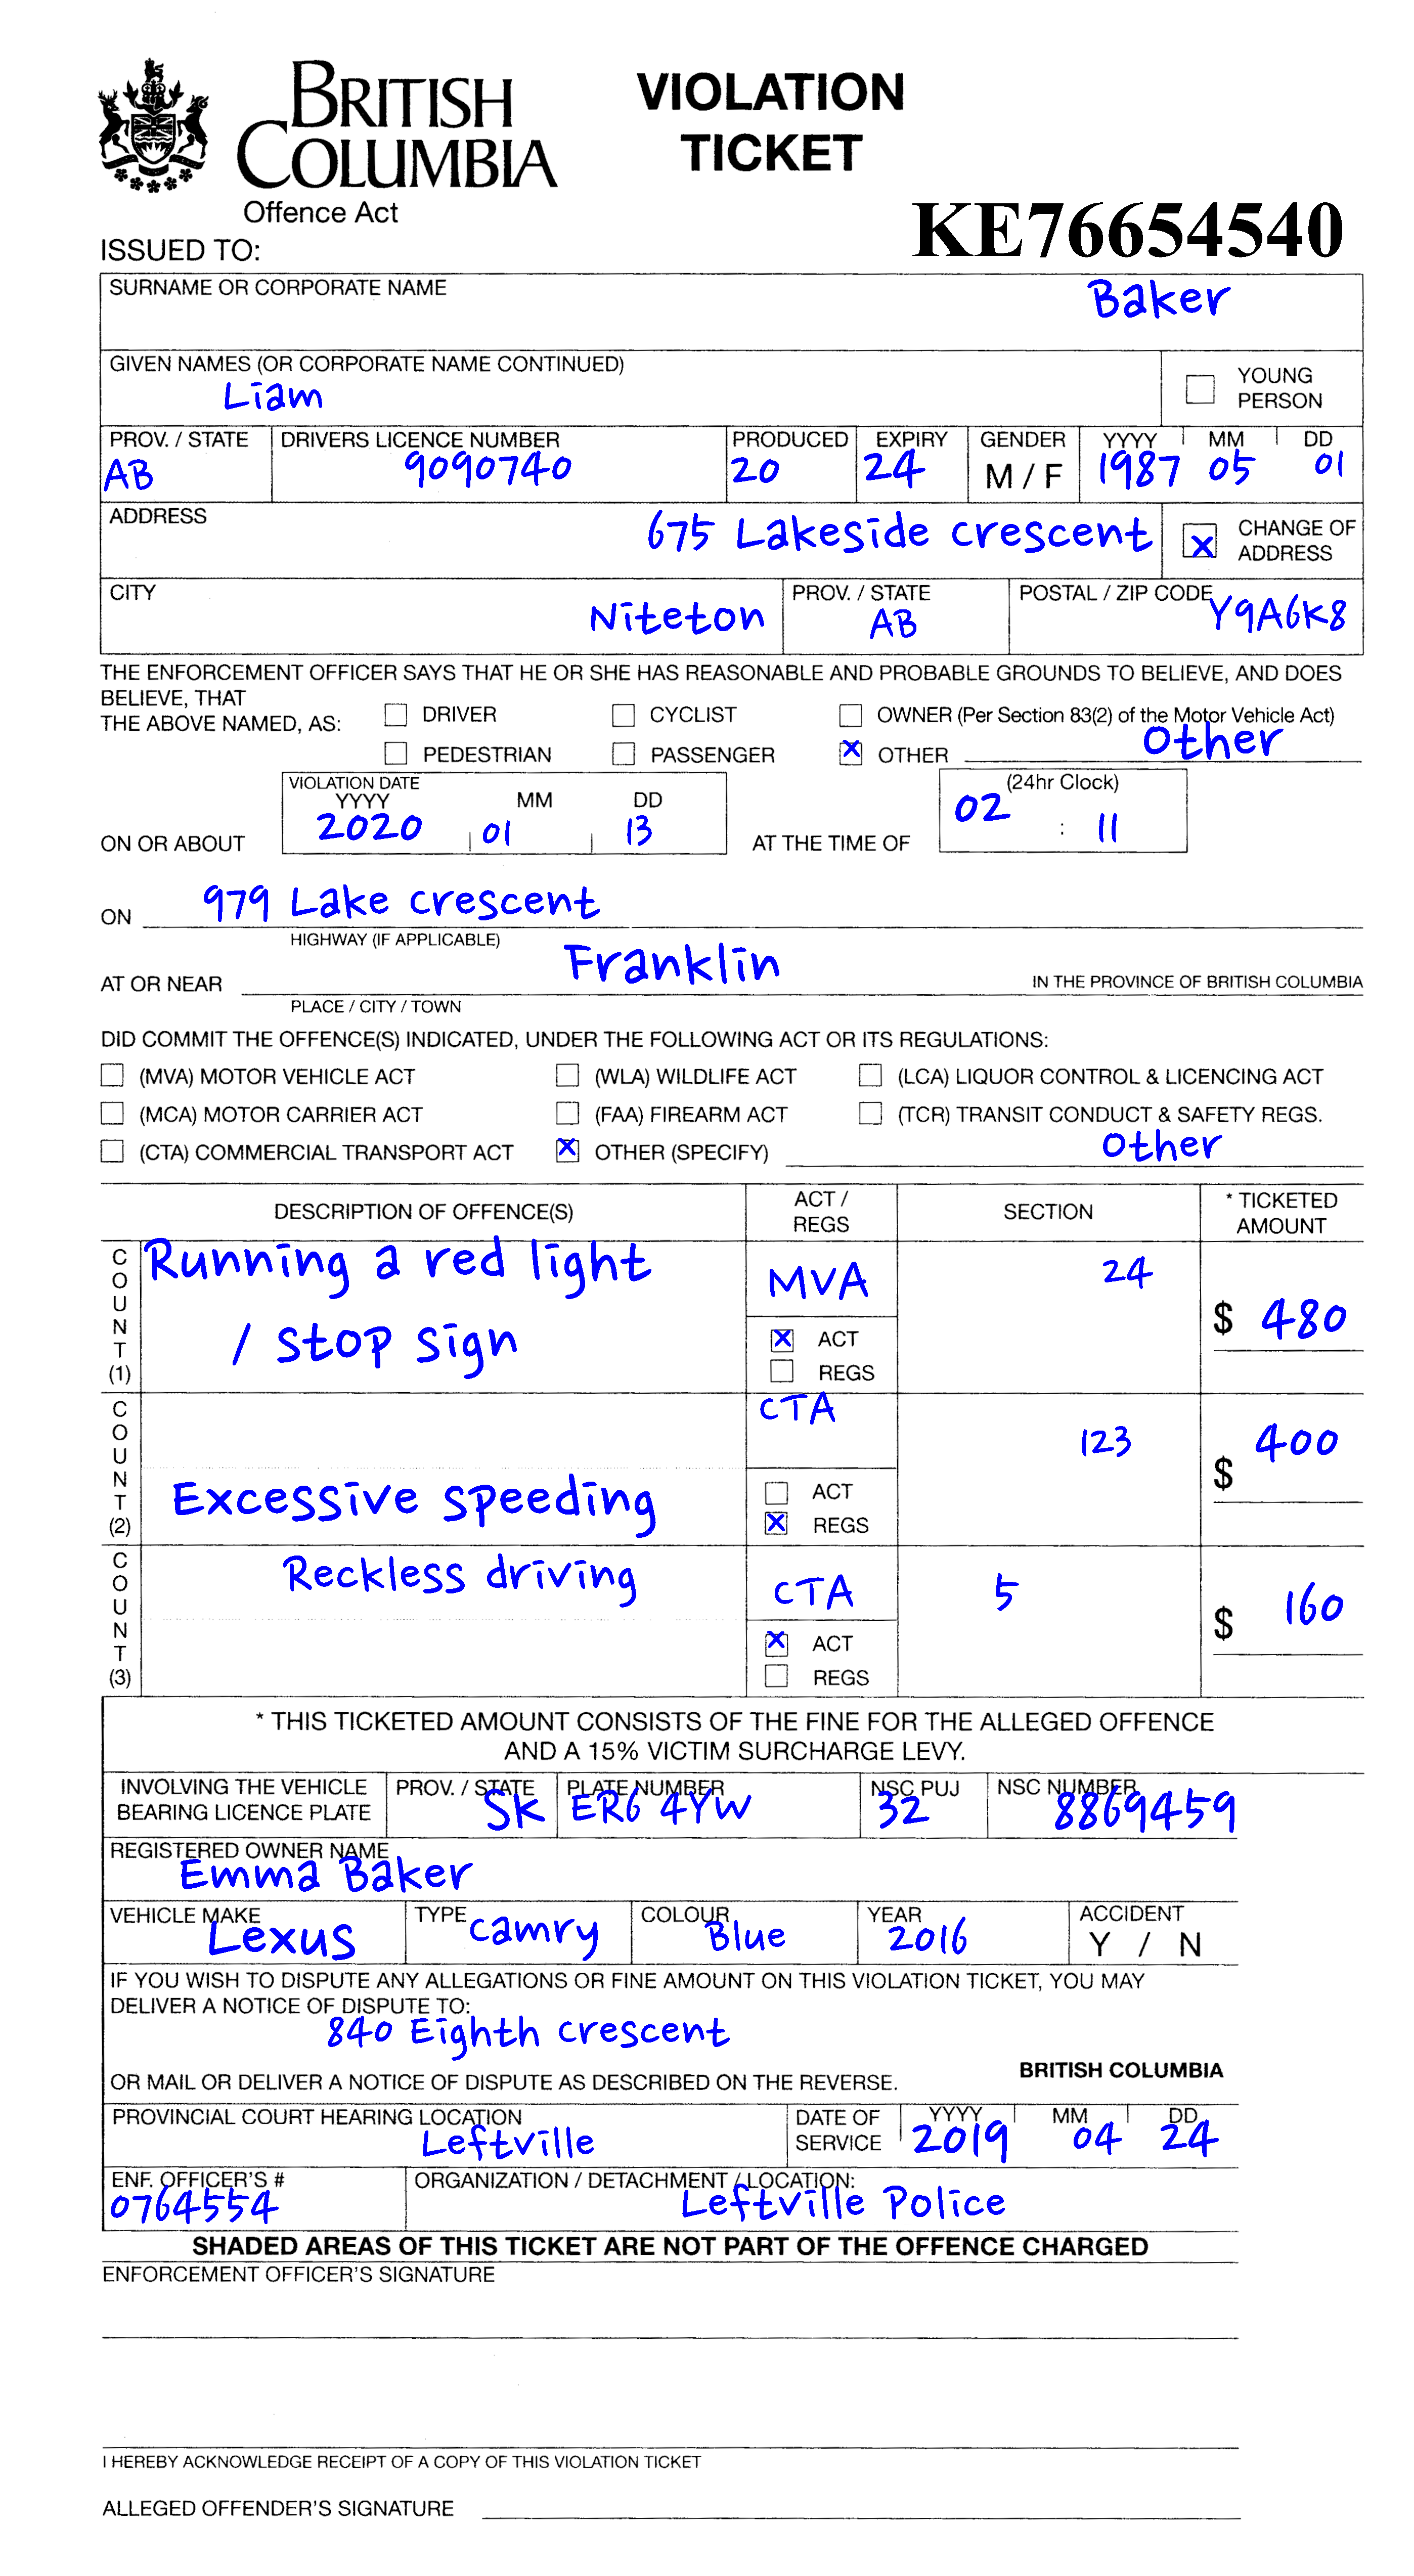 BRITISH COLUMBIA
Offence Act
VIOLATION
TICKET
KE76654540
ISSUED TO:
SURNAME OR CORPORATE NAME
Baker
GIVEN NAMES (OR CORPORATE NAME CONTINUED)
Liam
YOUNG PERSON
PROV. / STATE DRIVERS LICENCE NUMBER PRODUCED EXPIRY GENDER YYYY MM DD
AB 9090740 20 24 M / F 1987 05 01
ADDRESS
675 Lakeside crescent
X CHANGE OF ADDRESS
CITY PROV. / STATE POSTAL / ZIP CODE
Niteton AB Y9A6K8
THE ENFORCEMENT OFFICER SAYS THAT HE OR SHE HAS REASONABLE AND PROBABLE GROUNDS TO BELIEVE, AND DOES
BELIEVE, THAT
THE ABOVE NAMED, AS: DRIVER CYCLIST OWNER (Per Section 83(2) of the Motor Vehicle Act)
PEDESTRIAN PASSENGER X OTHER other
VIOLATION DATE
YYYY MM DD (24hr Clock)
ON OR ABOUT 2020 01 13 AT THE TIME OF 02 : 11
ON 979 Lake crescent
HIGHWAY (IF APPLICABLE)
AT OR NEAR Franklin IN THE PROVINCE OF BRITISH COLUMBIA
PLACE / CITY / TOWN
DID COMMIT THE OFFENCE(S) INDICATED, UNDER THE FOLLOWING ACT OR ITS REGULATIONS:
(MVA) MOTOR VEHICLE ACT (WLA) WILDLIFE ACT (LCA) LIQUOR CONTROL & LICENCING ACT
(MCA) MOTOR CARRIER ACT (FAA) FIREARM ACT (TCR) TRANSIT CONDUCT & SAFETY REGS.
(CTA) COMMERCIAL TRANSPORT ACT X OTHER (SPECIFY) other
DESCRIPTION OF OFFENCE(S) ACT / REGS SECTION * TICKETED AMOUNT
COUNT (1)
Running a red light
/ stop sign
MVA
X ACT
REGS
24
$ 480
COUNT (2)
Excessive speeding
CTA
ACT
X REGS
123
$ 400
COUNT (3)
Reckless driving
CTA
X ACT
REGS
5
$ 160
* THIS TICKETED AMOUNT CONSISTS OF THE FINE FOR THE ALLEGED OFFENCE
AND A 15% VICTIM SURCHARGE LEVY.
INVOLVING THE VEHICLE BEARING LICENCE PLATE
PROV. / STATE PLATE NUMBER NSC PUJ NSC NUMBER
SK ER6 4YW 32 8869459
REGISTERED OWNER NAME
Emma Baker
VEHICLE MAKE TYPE COLOUR YEAR ACCIDENT
Lexus camry Blue 2016 Y / N
IF YOU WISH TO DISPUTE ANY ALLEGATIONS OR FINE AMOUNT ON THIS VIOLATION TICKET, YOU MAY
DELIVER A NOTICE OF DISPUTE TO:
840 Eighth crescent
BRITISH COLUMBIA
OR MAIL OR DELIVER A NOTICE OF DISPUTE AS DESCRIBED ON THE REVERSE.
PROVINCIAL COURT HEARING LOCATION
Leftville
DATE OF SERVICE
YYYY MM DD
2019 04 24
ENF. OFFICER'S # ORGANIZATION / DETACHMENT / LOCATION:
0764554 Leftville Police
SHADED AREAS OF THIS TICKET ARE NOT PART OF THE OFFENCE CHARGED
ENFORCEMENT OFFICER'S SIGNATURE
I HEREBY ACKNOWLEDGE RECEIPT OF A COPY OF THIS VIOLATION TICKET
ALLEGED OFFENDER'S SIGNATURE